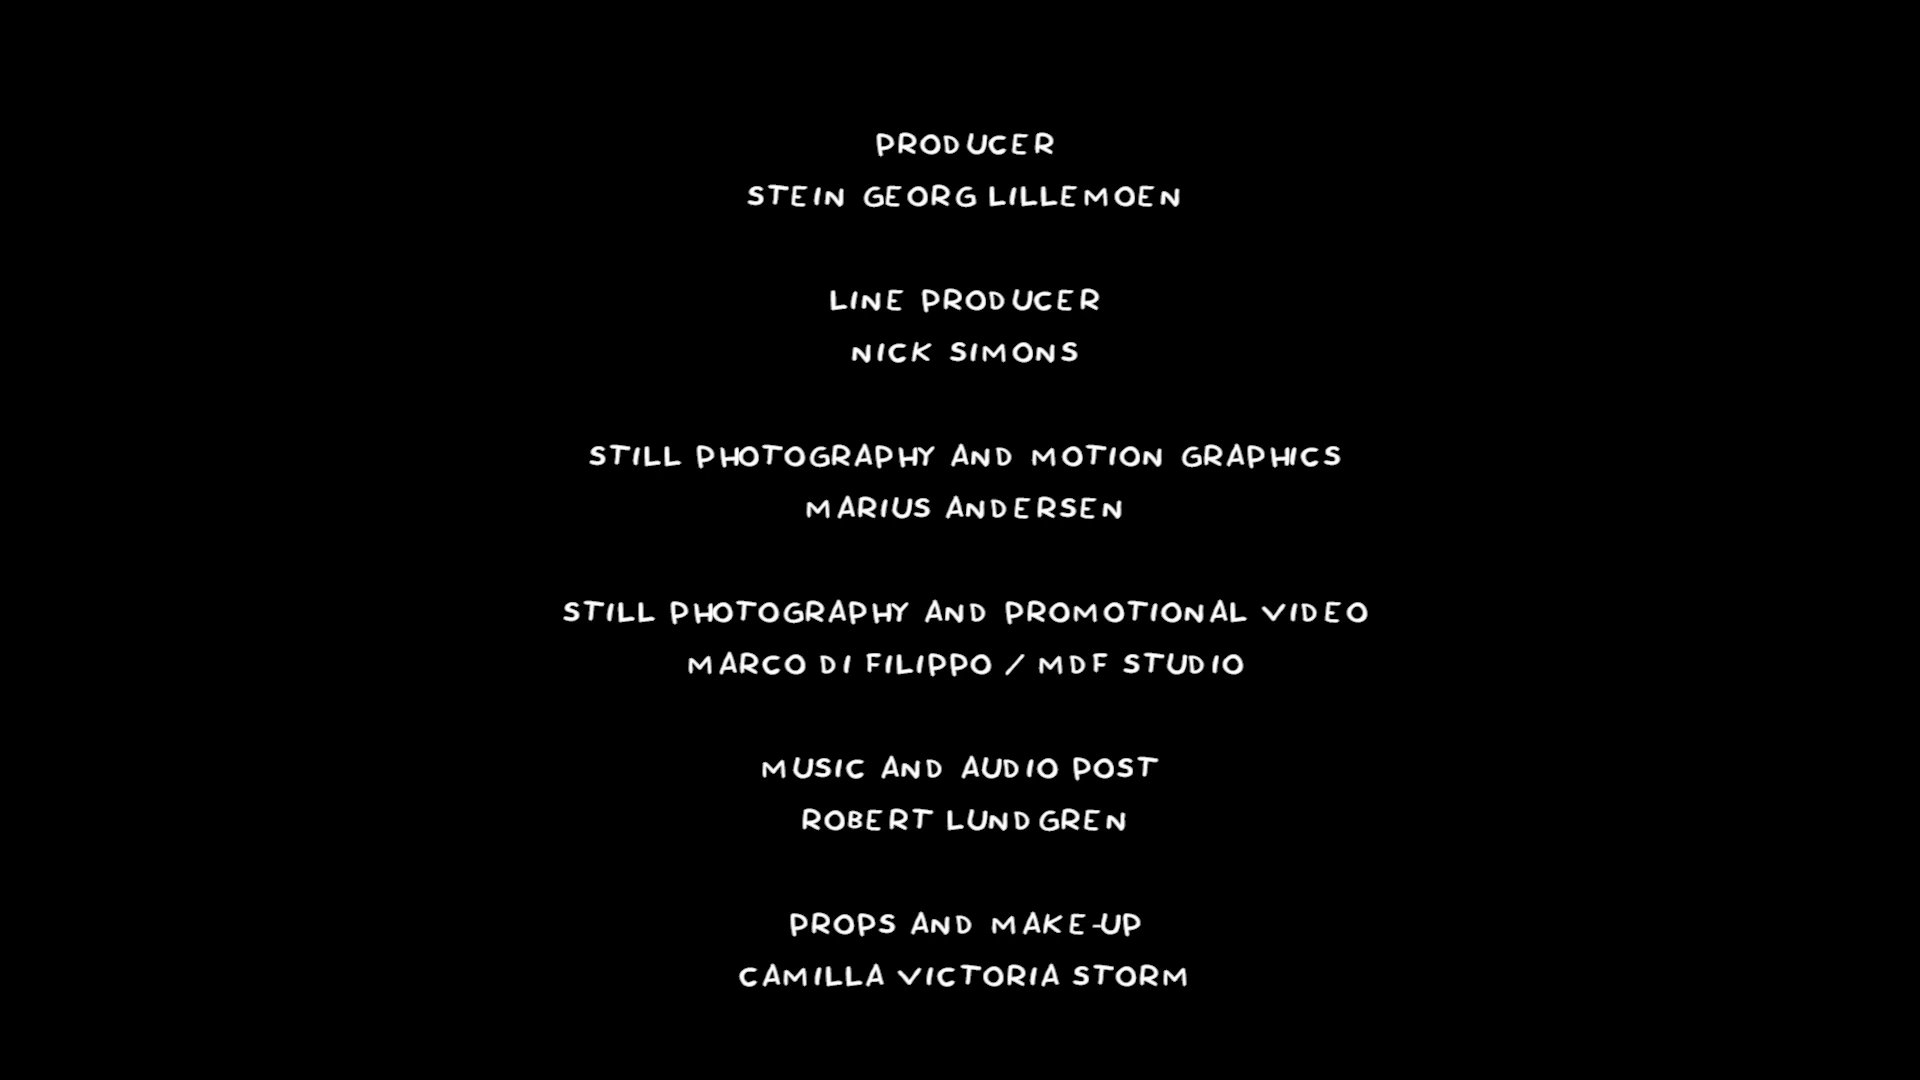 PRODUCER
STEIN GEORG LILLEMOEN
LINE PRODUCER
NICK SIMONS
STILL PHOTOGRAPHY AND MOTION GRAPHICS
MARIUS ANDERSEN
STILL PHOTOGRAPHY AND PROMOTIONAL VIDEO
MARCO DI FILIPPO / MDF STUDIO
MUSIC AND AUDIO POST
ROBERT LUNDGREN
PROPS AND MAKE-UP
CAMILLA VICTORIA STORM